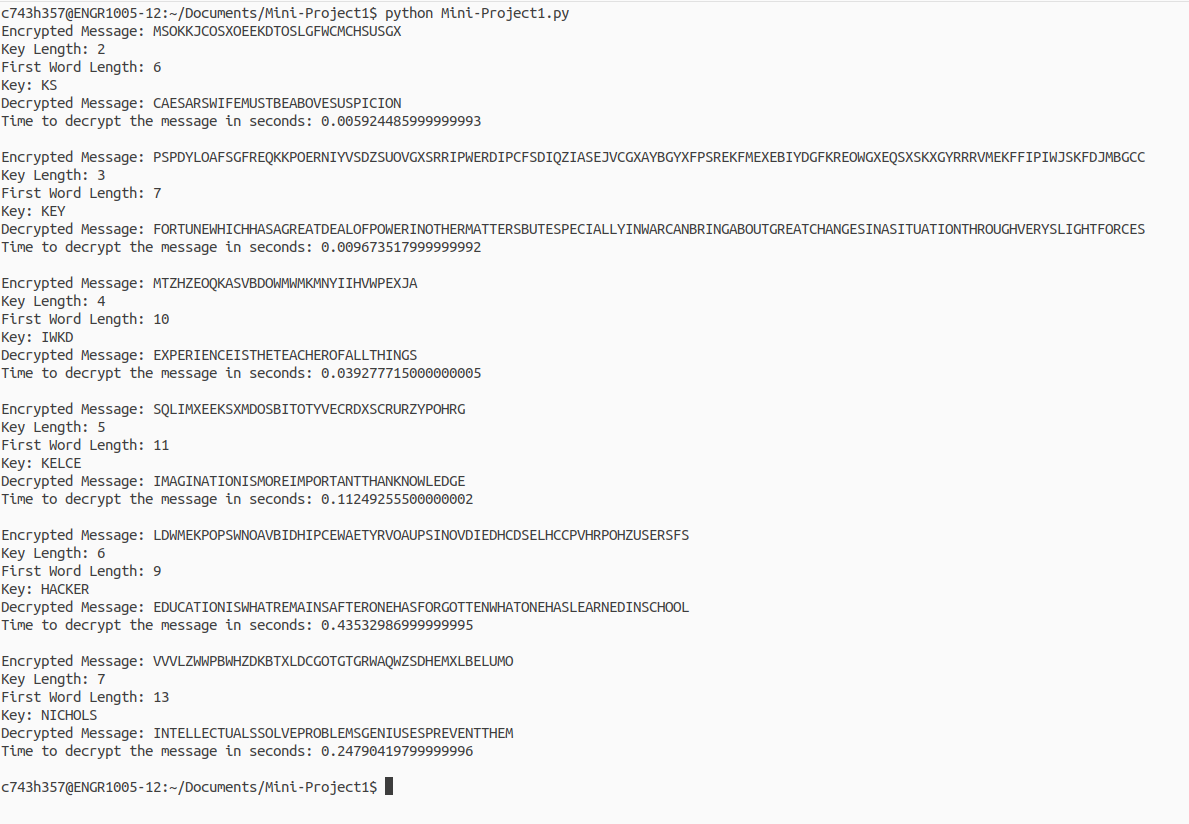 c743h357@ENGR1005-12:~/Documents/Mini-Project1$ python Mini-Project1.py
Encrypted Message: MSOKKJCOSXOEEKDTOSLGFWCMCHSUSGX
Key Length: 2
First Word Length: 6
Key: KS
Decrypted Message: CAESARSWIFEMUSTBEABOVESUSPICION
Time to decrypt the message in seconds: 0.005924485999999993
Encrypted Message: PSPDYLOAFSGFREQKKPOERNIYVSDZSUOVGXSRRIPWERDIPCFSDIQZIASEJVCGXAYBGYXFPSREKFMEXEBIYDGFKREOWGXEQSXSKXGYRRRVMEKFFIPIWJSKFDJMBGCC
Key Length: 3
First Word Length: 7
Key: KEY
Decrypted Message: FORTUNEWHICHHASAGREATDEALOFPOWERINOTHERMATTERSBUTESPECIALLYINWARCANBRINGABOUTGREATCHANGESINASITUATIONTHROUGHVERYSLIGHTFORCES
Time to decrypt the message in seconds: 0.009673517999999992
Encrypted Message: MTZHZEOQKASVBDOWMWMKMNYIIHVWPEXJA
Key Length: 4
First Word Length: 10
Key: IWKD
Decrypted Message: EXPERIENCEISTHETEACHEROFALLTHINGS
Time to decrypt the message in seconds: 0.039277715000000005
Encrypted Message: SQLIMXEEKSXMDOSBITOTYVECRDXSCRURZYPOHRG
Key Length: 5
First Word Length: 11
Key: KELCE
Decrypted Message: IMAGINATIONISMOREIMPORTANTTHANKNOWLEDGE
Time to decrypt the message in seconds: 0.11249255500000002
Encrypted Message: LDWMEKPOPSWNOAVBIDHIPCEWAETYRVOAUPSINOVDIEDHCDSELHCCPVHRPOHZUSERSFS
Key Length: 6
First Word Length: 9
Key: HACKER
Decrypted Message: EDUCATIONISWHATREMAINSAFTERONEHASFORGOTTENWHATONEHASLEARNEDINSCHOOL
Time to decrypt the message in seconds: 0.43532986999999995
Encrypted Message: VVVLZWWPBWHZDKBTXLDCGOTGTGRWAQWZSDHEMXLBELUMO
Key Length: 7
First Word Length: 13
Key: NICHOLS
Decrypted Message: INTELLECTUALSSOLVEPROBLEMSGENIUSESPREVENTTHEM
Time to decrypt the message in seconds: 0.24790419799999996
c743h357@ENGR1005-12:~/Documents/Mini-Project1$